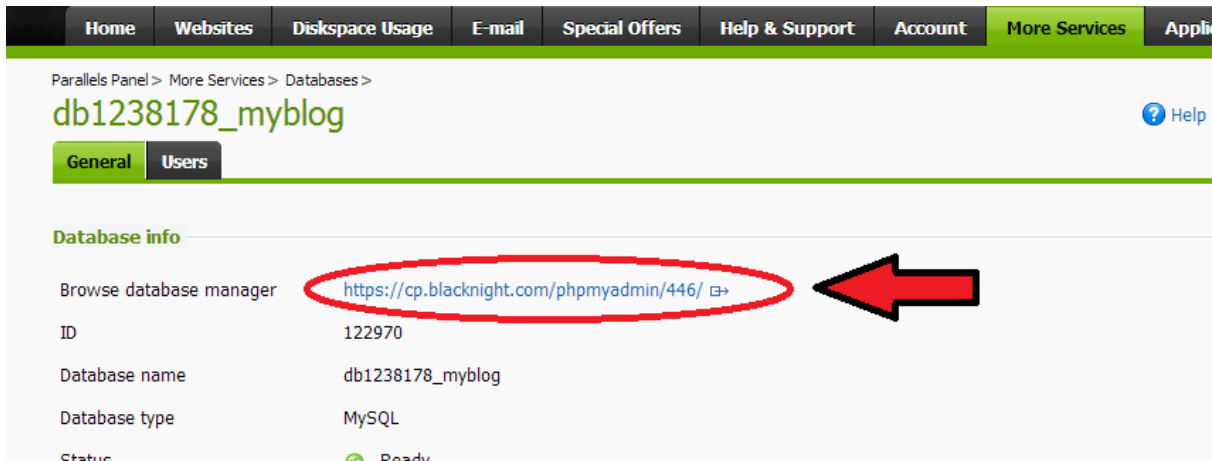 Home Websites Diskspace Usage E-mail Special Offers Help & Support Account More Services
Parallels Panel > More Services > Databases >
db1238178_myblog
Help
General Users
Database info
Browse database manager https://cp.blacknight.com/phpmyadmin/446/
ID 122970
Database name db1238178_myblog
Database type MySQL
Status Ready